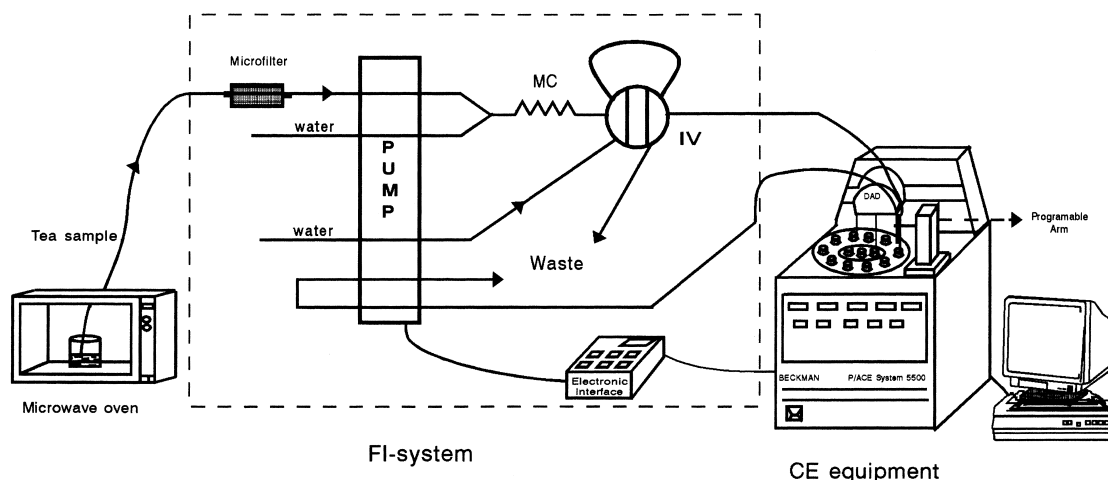 Microfilter
MC
water
IV
PUMP
DAD
Programable
Arm
Tea sample
water
Waste
Electronic
Interface
BECKMAN P/ACE System 5500
Microwave oven
FI-system
CE equipment